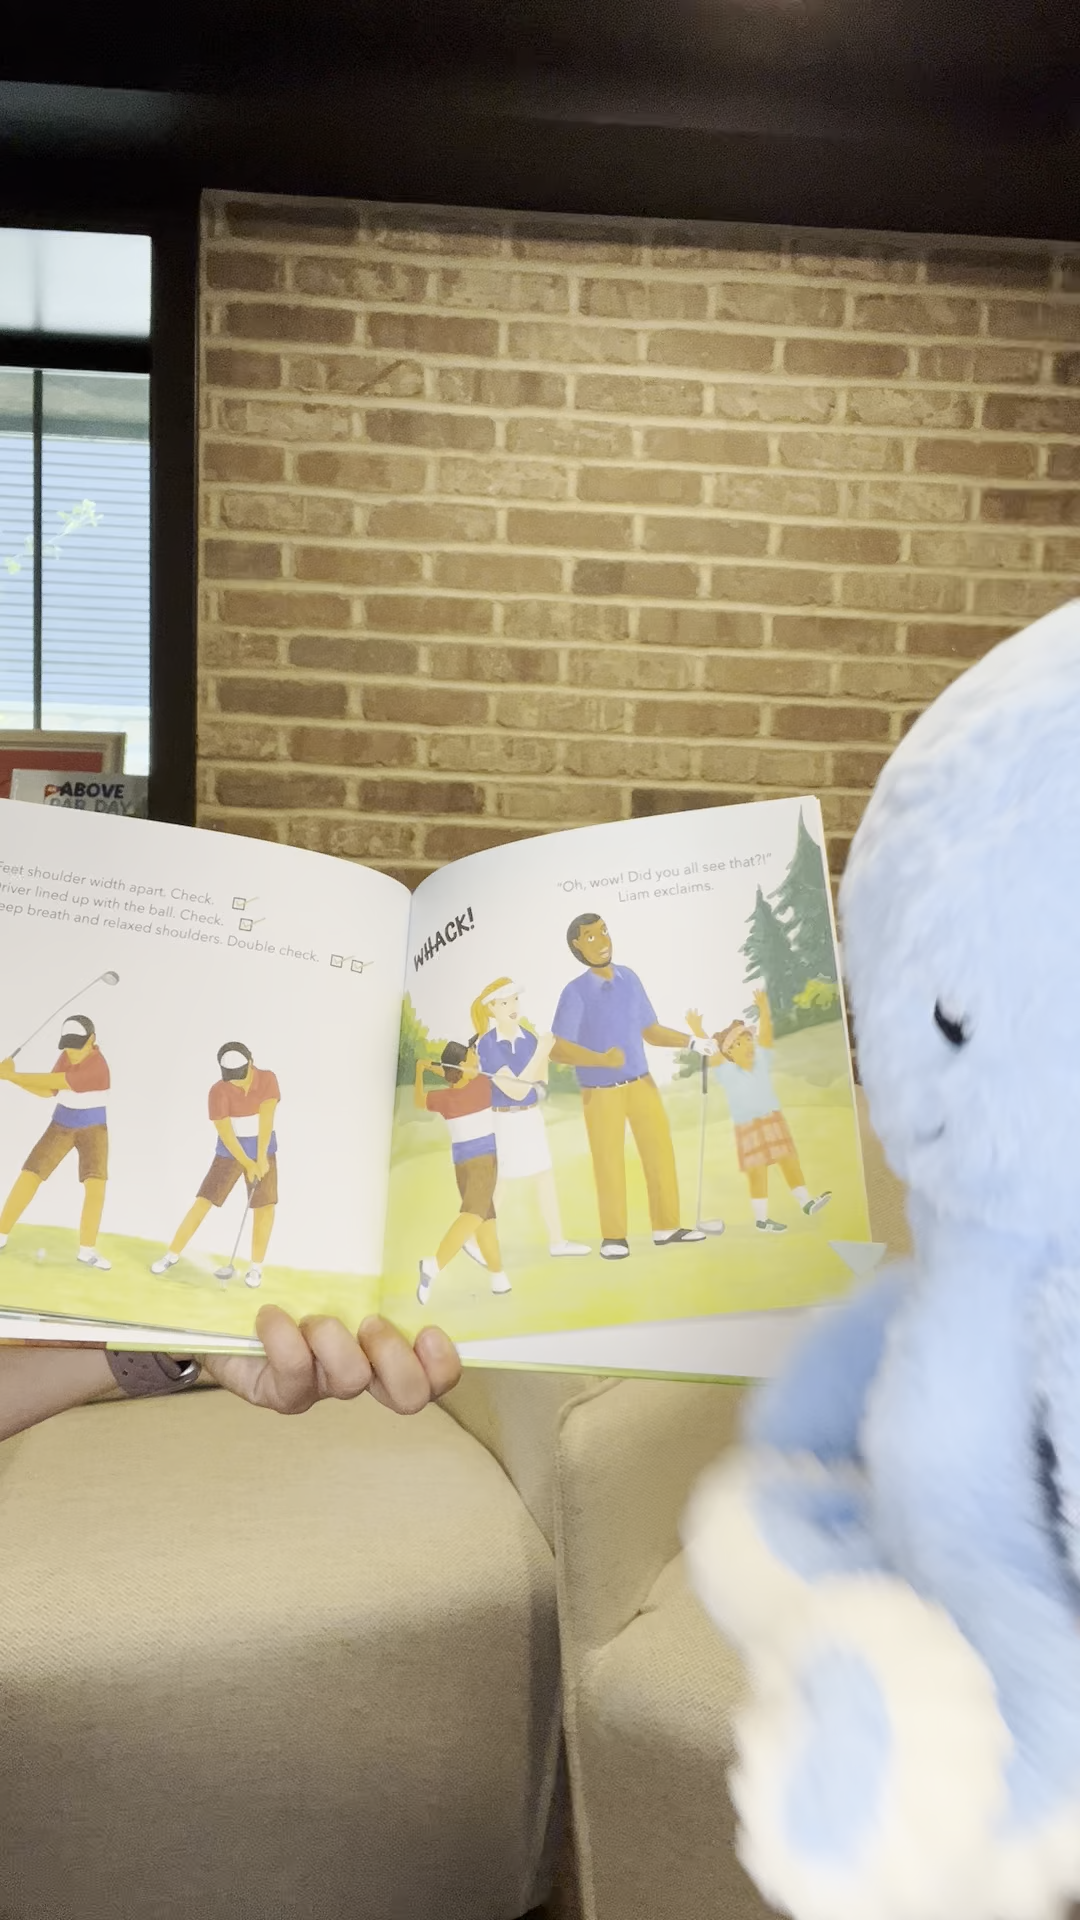 ABOVE
PAR DAY
Feet shoulder width apart. Check.
Driver lined up with the ball. Check.
eep breath and relaxed shoulders. Double check.
WHACK!
"Oh, wow! Did you all see that?!"
Liam exclaims.